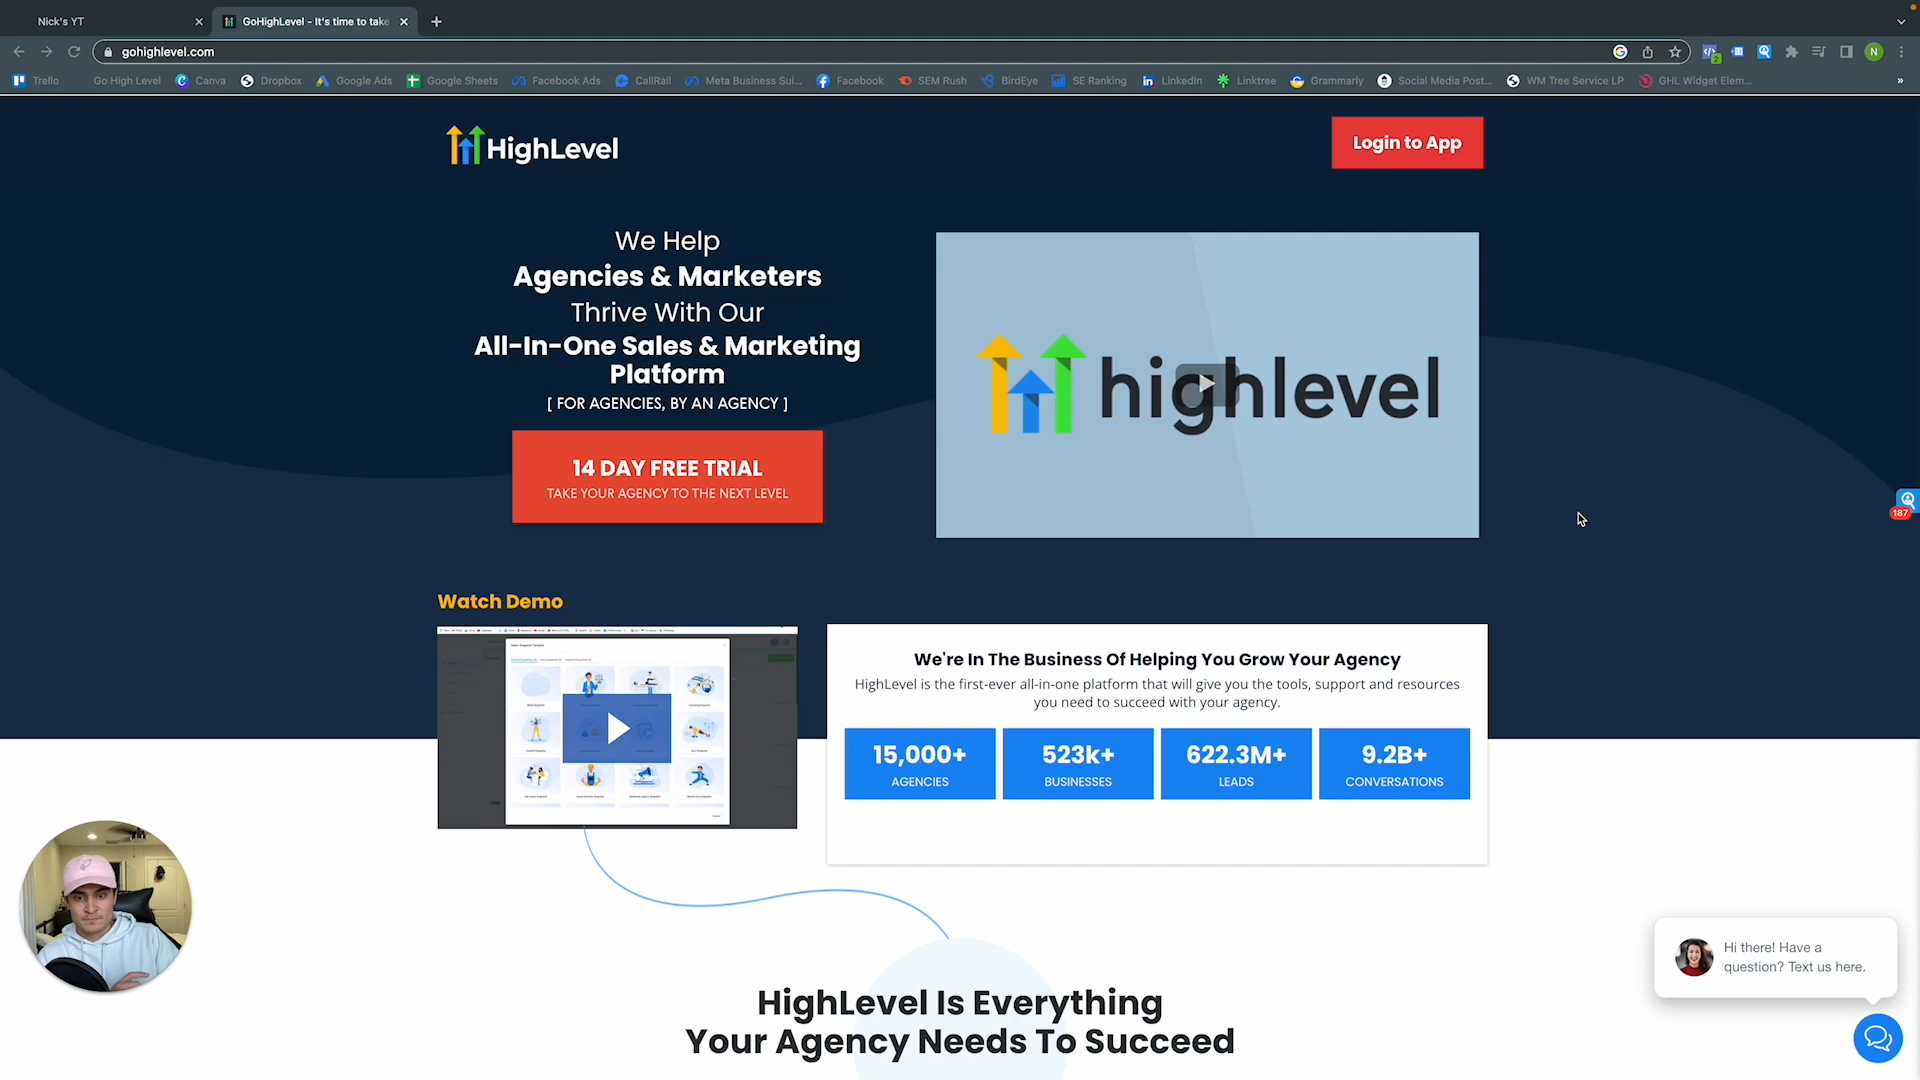 Nick's YT
GoHighLevel - It's time to take
gohighlevel.com
Trello
Go High Level
Canva
Dropbox
Google Ads
Google Sheets
Facebook Ads
CallRail
Meta Business Sui...
Facebook
SEM Rush
BirdEye
SE Ranking
LinkedIn
Linktree
Grammarly
Social Media Post...
WM Tree Service LP
GHL Widget Elem...
»
HighLevel
Login to App
We Help
Agencies & Marketers
Thrive With Our
All-In-One Sales & Marketing
Platform
[ FOR AGENCIES, BY AN AGENCY ]
14 DAY FREE TRIAL
TAKE YOUR AGENCY TO THE NEXT LEVEL
highlevel
187
Watch Demo
We're In The Business Of Helping You Grow Your Agency
HighLevel is the first-ever all-in-one platform that will give you the tools, support and resources
you need to succeed with your agency.
15,000+
AGENCIES
523k+
BUSINESSES
622.3M+
LEADS
9.2B+
CONVERSATIONS
Hi there! Have a
question? Text us here.
HighLevel Is Everything
Your Agency Needs To Succeed